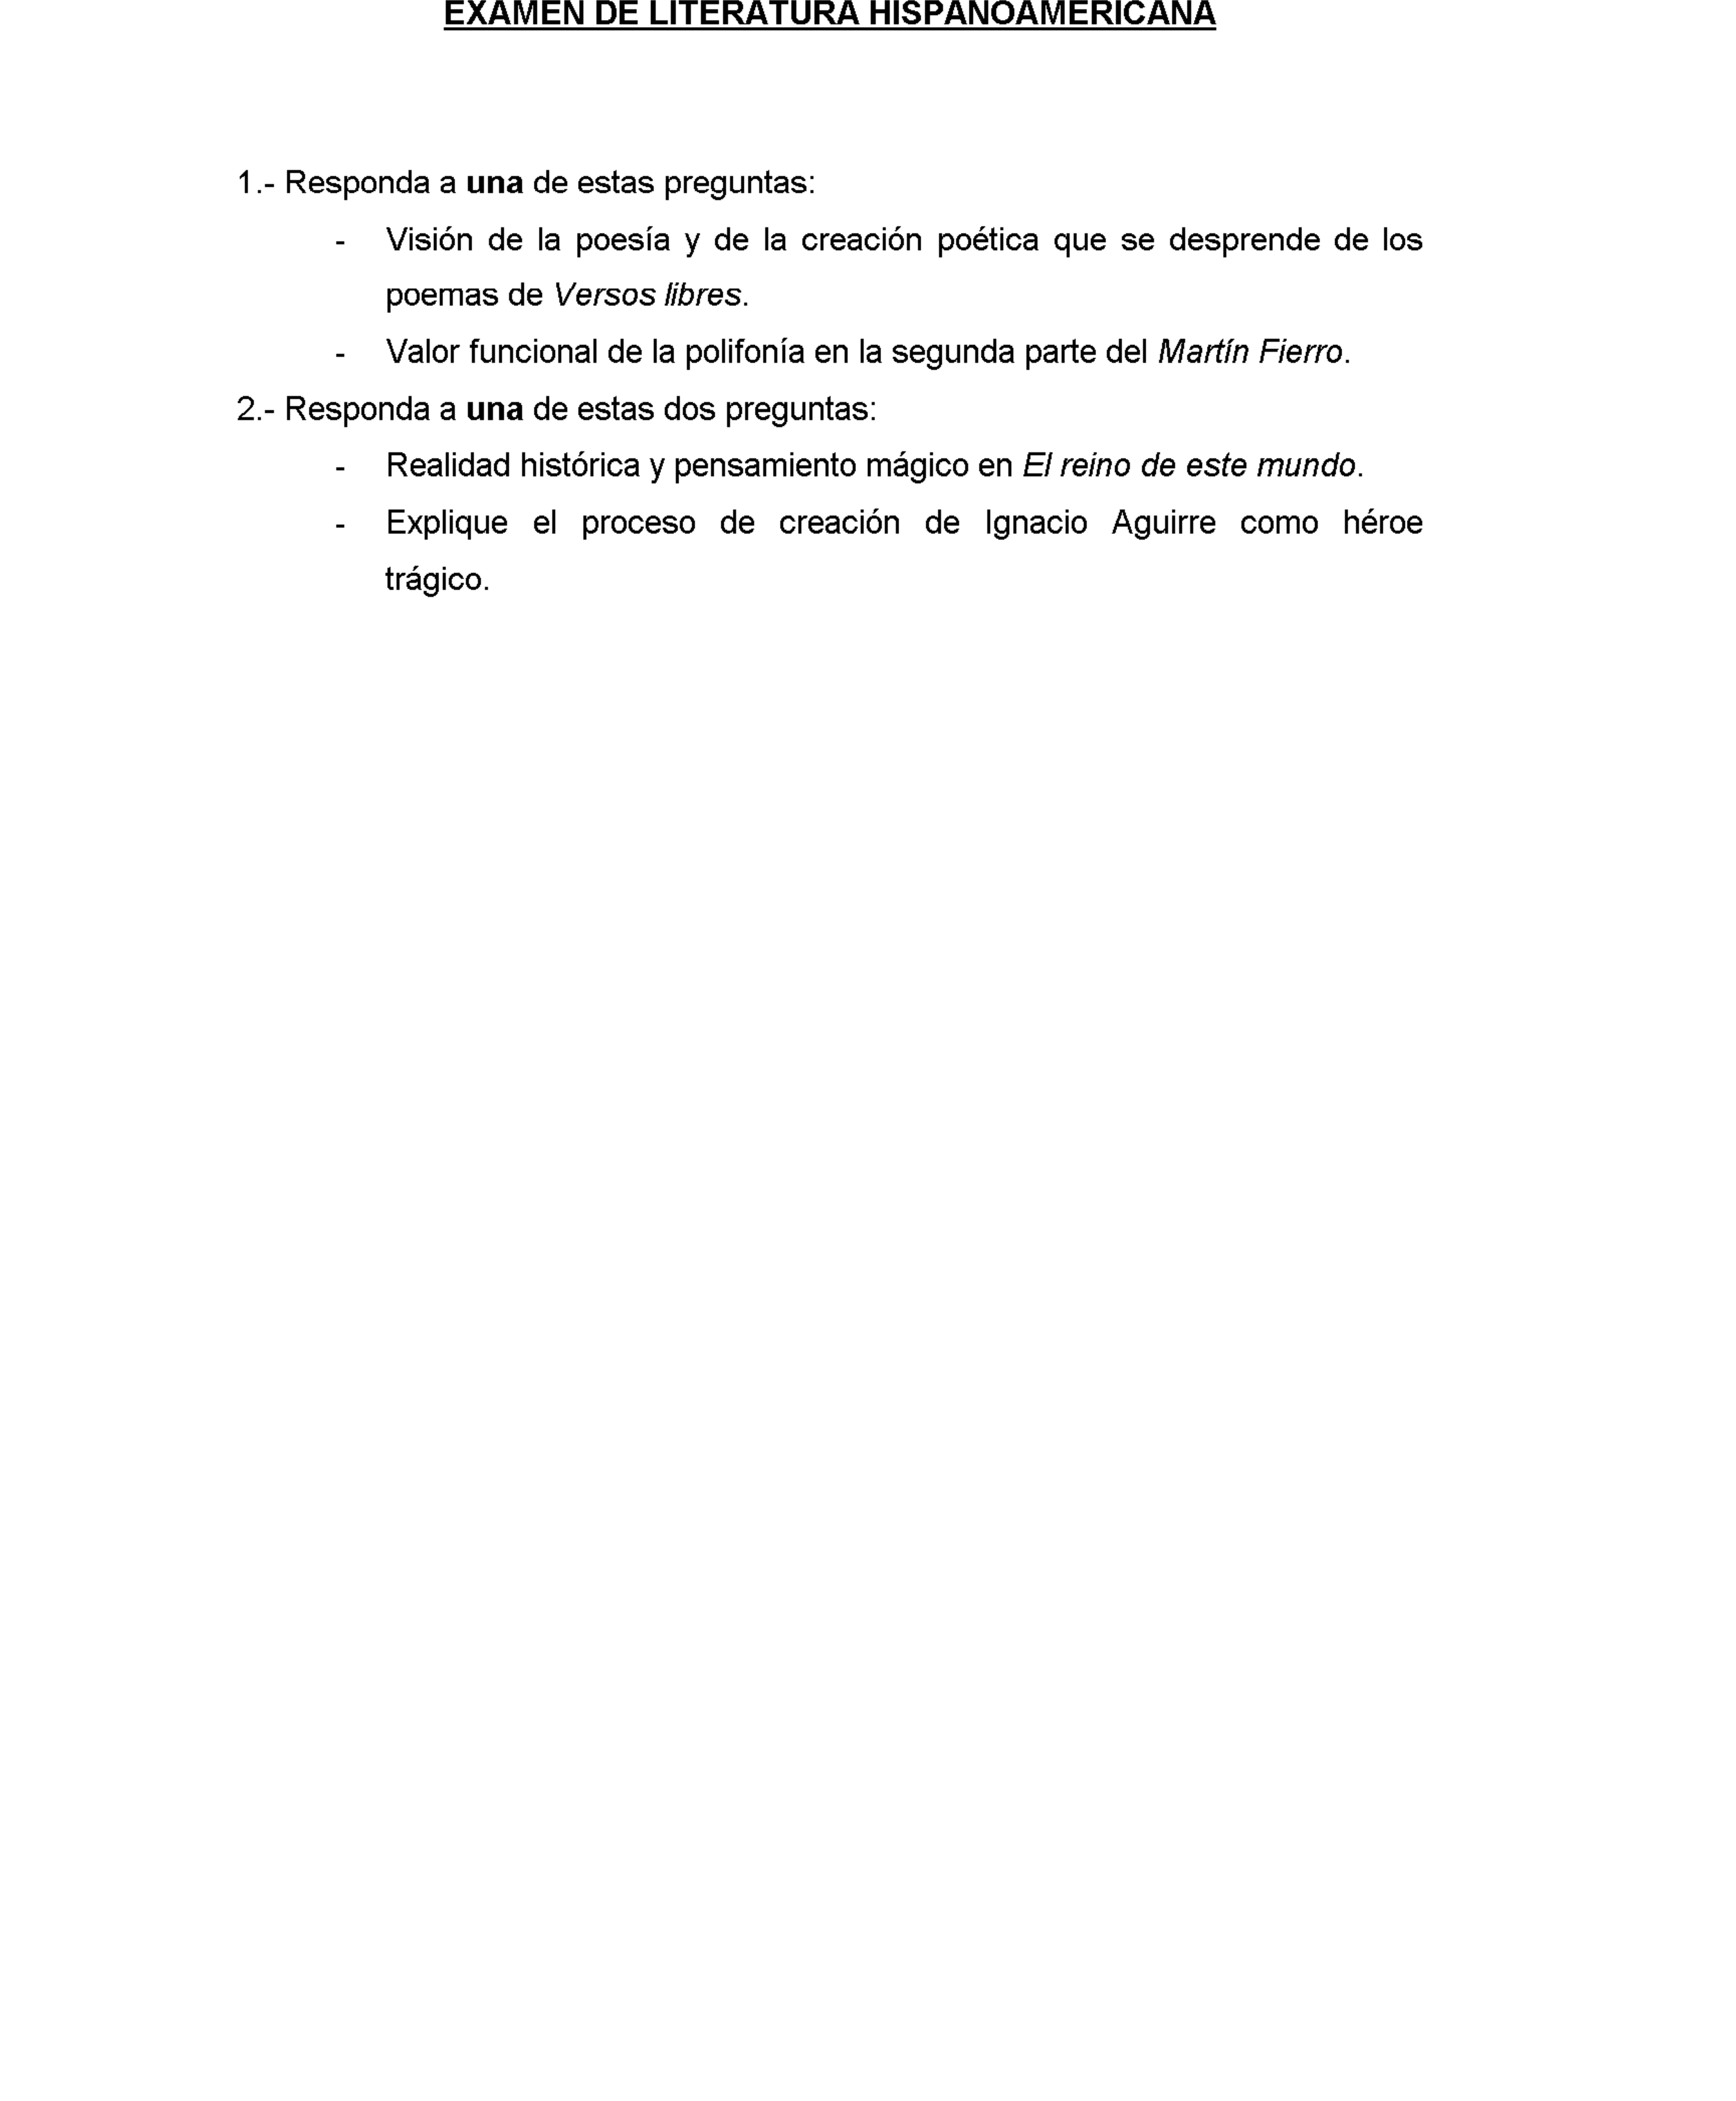 EXAMEN DE LITERATURA HISPANOAMERICANA
1.- Responda a una de estas preguntas:
- Visión de la poesía y de la creación poética que se desprende de los
poemas de Versos libres.
- Valor funcional de la polifonía en la segunda parte del Martín Fierro.
2.- Responda a una de estas dos preguntas:
- Realidad histórica y pensamiento mágico en El reino de este mundo.
- Explique el proceso de creación de Ignacio Aguirre como héroe
trágico.